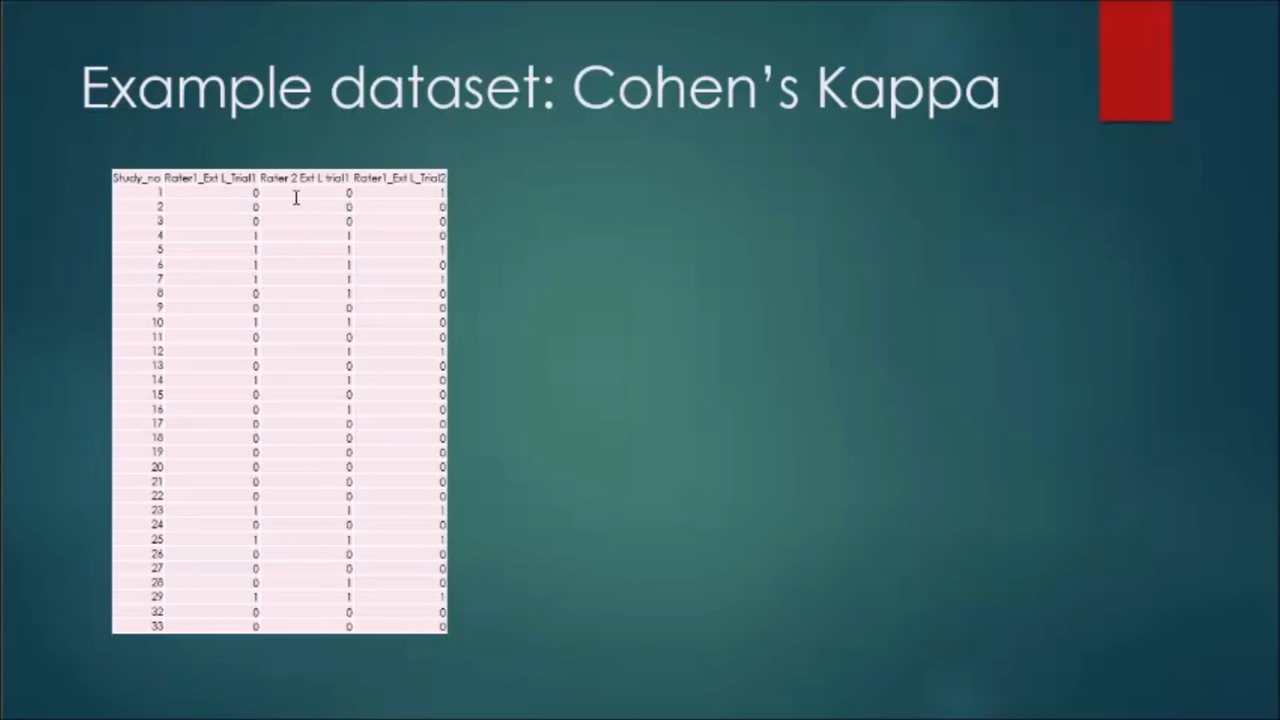 Example dataset: Cohen's Kappa
Study_no Rater1_Ext L_Trial1 Rater 2 Ext L trial1 Rater1_Ext L_Trial2
1 0 0 1
2 0 0 0
3 0 0 0
4 1 1 0
5 1 1 1
6 1 1 0
7 1 1 1
8 0 1 0
9 0 0 0
10 1 1 0
11 0 0 0
12 1 1 1
13 0 0 0
14 1 1 0
15 0 0 0
16 0 1 0
17 0 0 0
18 0 0 0
19 0 0 0
20 0 0 0
21 0 0 0
22 0 0 0
23 1 1 1
24 0 0 0
25 1 1 1
26 0 0 0
27 0 0 0
28 0 1 0
29 1 1 1
32 0 0 0
33 0 0 0